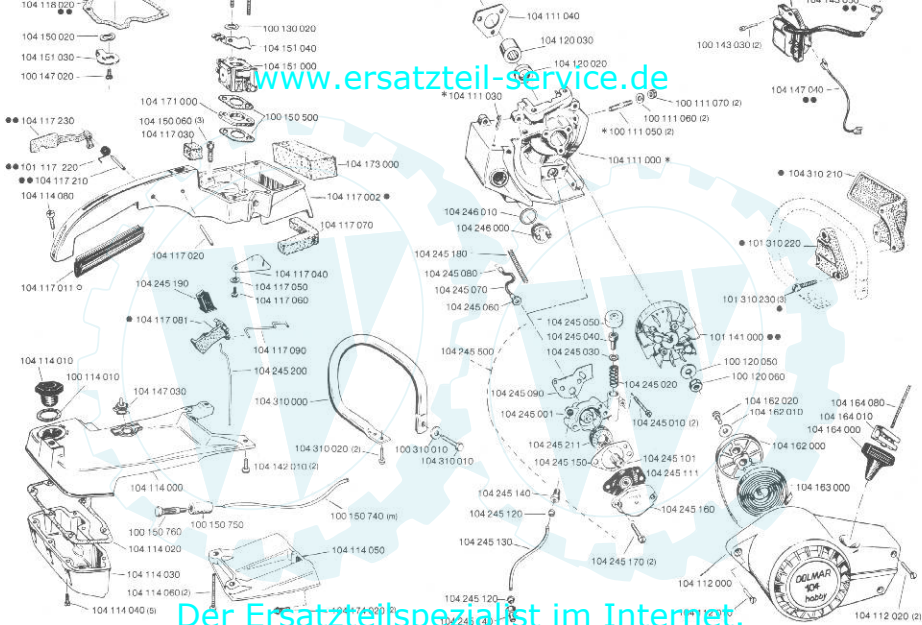 104 118 020
●●
104 150 020
104 151 030
100 147 020
100 130 020
104 151 040
104 151 000
104 171 000
104 150 060 (3)
104 117 030
100 150 500
●● 104 117 230
●● 101 117 220
●● 104 117 210
104 114 080
104 173 000
104 117 002 ●
104 117 070
104 117 020
104 117 011 ○
104 117 040
104 117 050
104 117 060
104 245 190
● 104 117 081
104 117 090
104 245 200
104 310 000
104 114 010
100 114 010
104 147 030
104 310 020 (2)
100 310 010
104 310 010
104 142 010 (2)
104 114 000
100 150 740 (m)
100 150 760
100 150 750
104 114 020
104 114 050
104 114 030
104 114 060 (2)
104 114 040 (5)
104 174 020 (2)
104 111 040
104 120 030
104 120 020
* 104 111 030
100 111 070 (2)
100 111 060 (2)
* 100 111 050 (2)
104 111 000 *
100 143 030 (2)
104 147 040
●●
● 104 310 210
● 101 310 220
101 310 230 (3)
●
104 246 010
104 246 000
104 245 180
104 245 080
104 245 070
104 245 060
104 245 050
104 245 040
104 245 030
101 141 000 ●●
104 245 500
100 120 050
100 120 060
104 245 020
104 245 090
104 245 001
104 245 010 (2)
104 245 211
104 245 150
104 245 101
104 245 111
104 245 160
104 245 140
104 245 120
104 245 130
104 245 170 (2)
104 245 120
104 162 020
104 162 010
104 162 000
104 163 000
104 164 080
104 164 010
104 164 000
104 112 000
104 112 020 (2)
DOLMAR
104
hobby
www.ersatzteil-service.de
Der Ersatzteilspezialist im Internet.